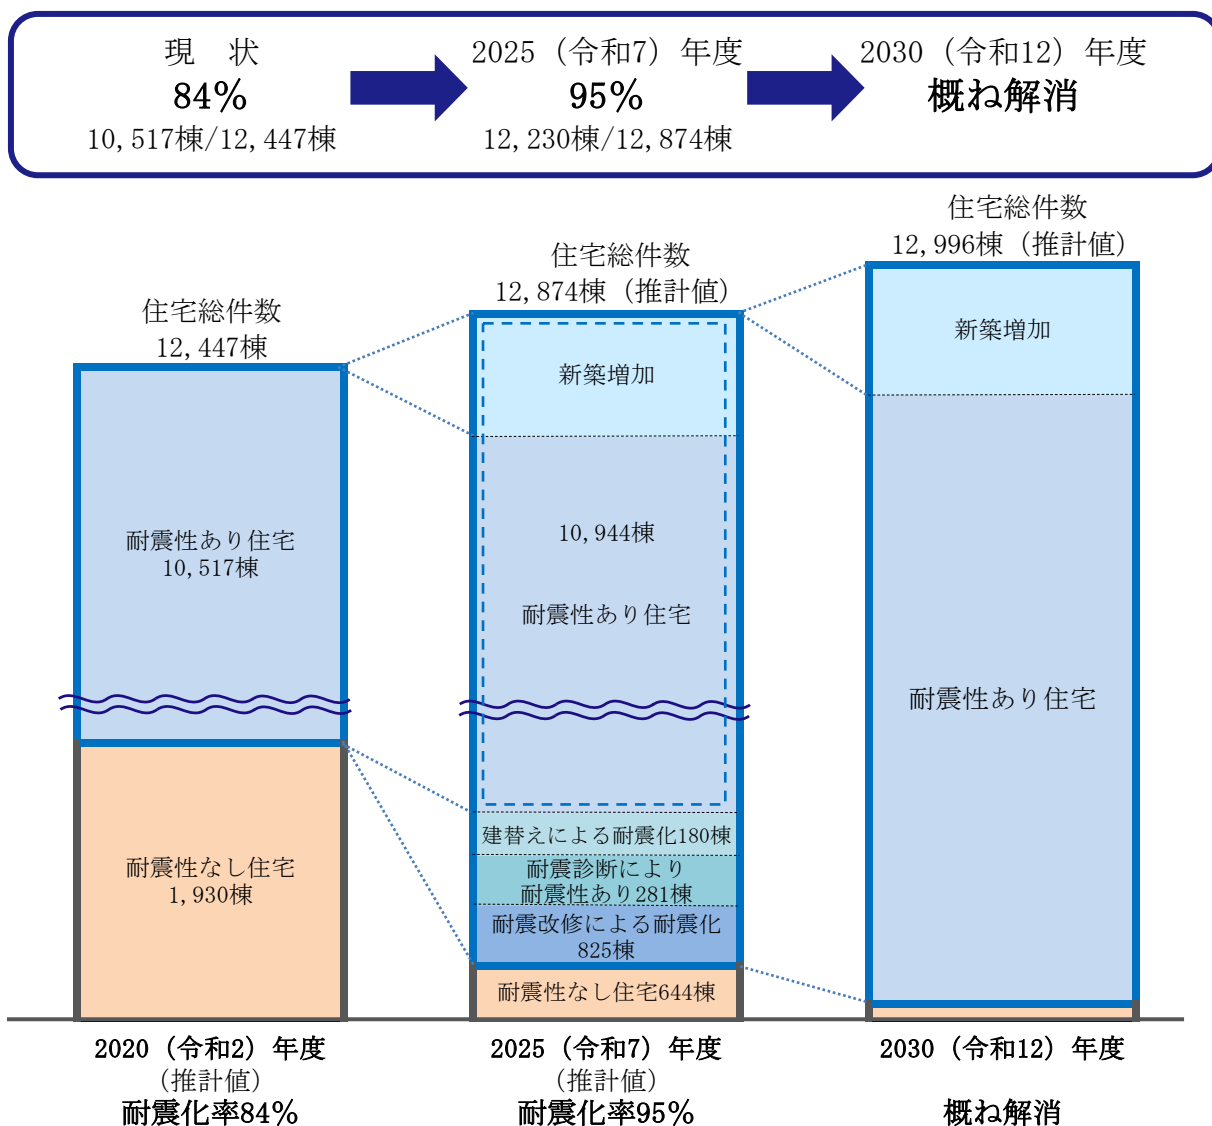 現　状
84%
10,517棟/12,447棟
2025（令和7）年度
95%
12,230棟/12,874棟
2030（令和12）年度
概ね解消
住宅総件数
12,447棟
住宅総件数
12,874棟（推計値）
住宅総件数
12,996棟（推計値）
耐震性あり住宅
10,517棟
耐震性なし住宅
1,930棟
新築増加
10,944棟
耐震性あり住宅
建替えによる耐震化180棟
耐震診断により
耐震性あり281棟
耐震改修による耐震化
825棟
耐震性なし住宅644棟
新築増加
耐震性あり住宅
2020（令和2）年度
（推計値）
耐震化率84%
2025（令和7）年度
（推計値）
耐震化率95%
2030（令和12）年度
概ね解消